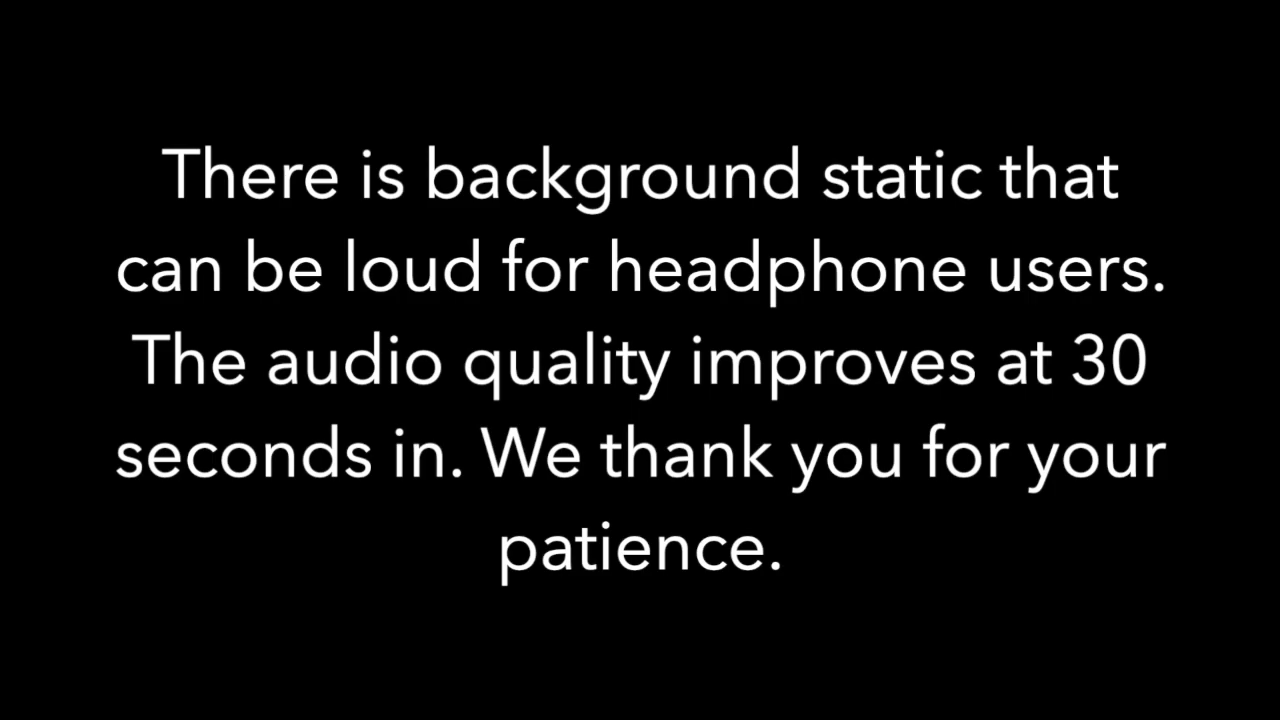 There is background static that
can be loud for headphone users.
The audio quality improves at 30
seconds in. We thank you for your
patience.